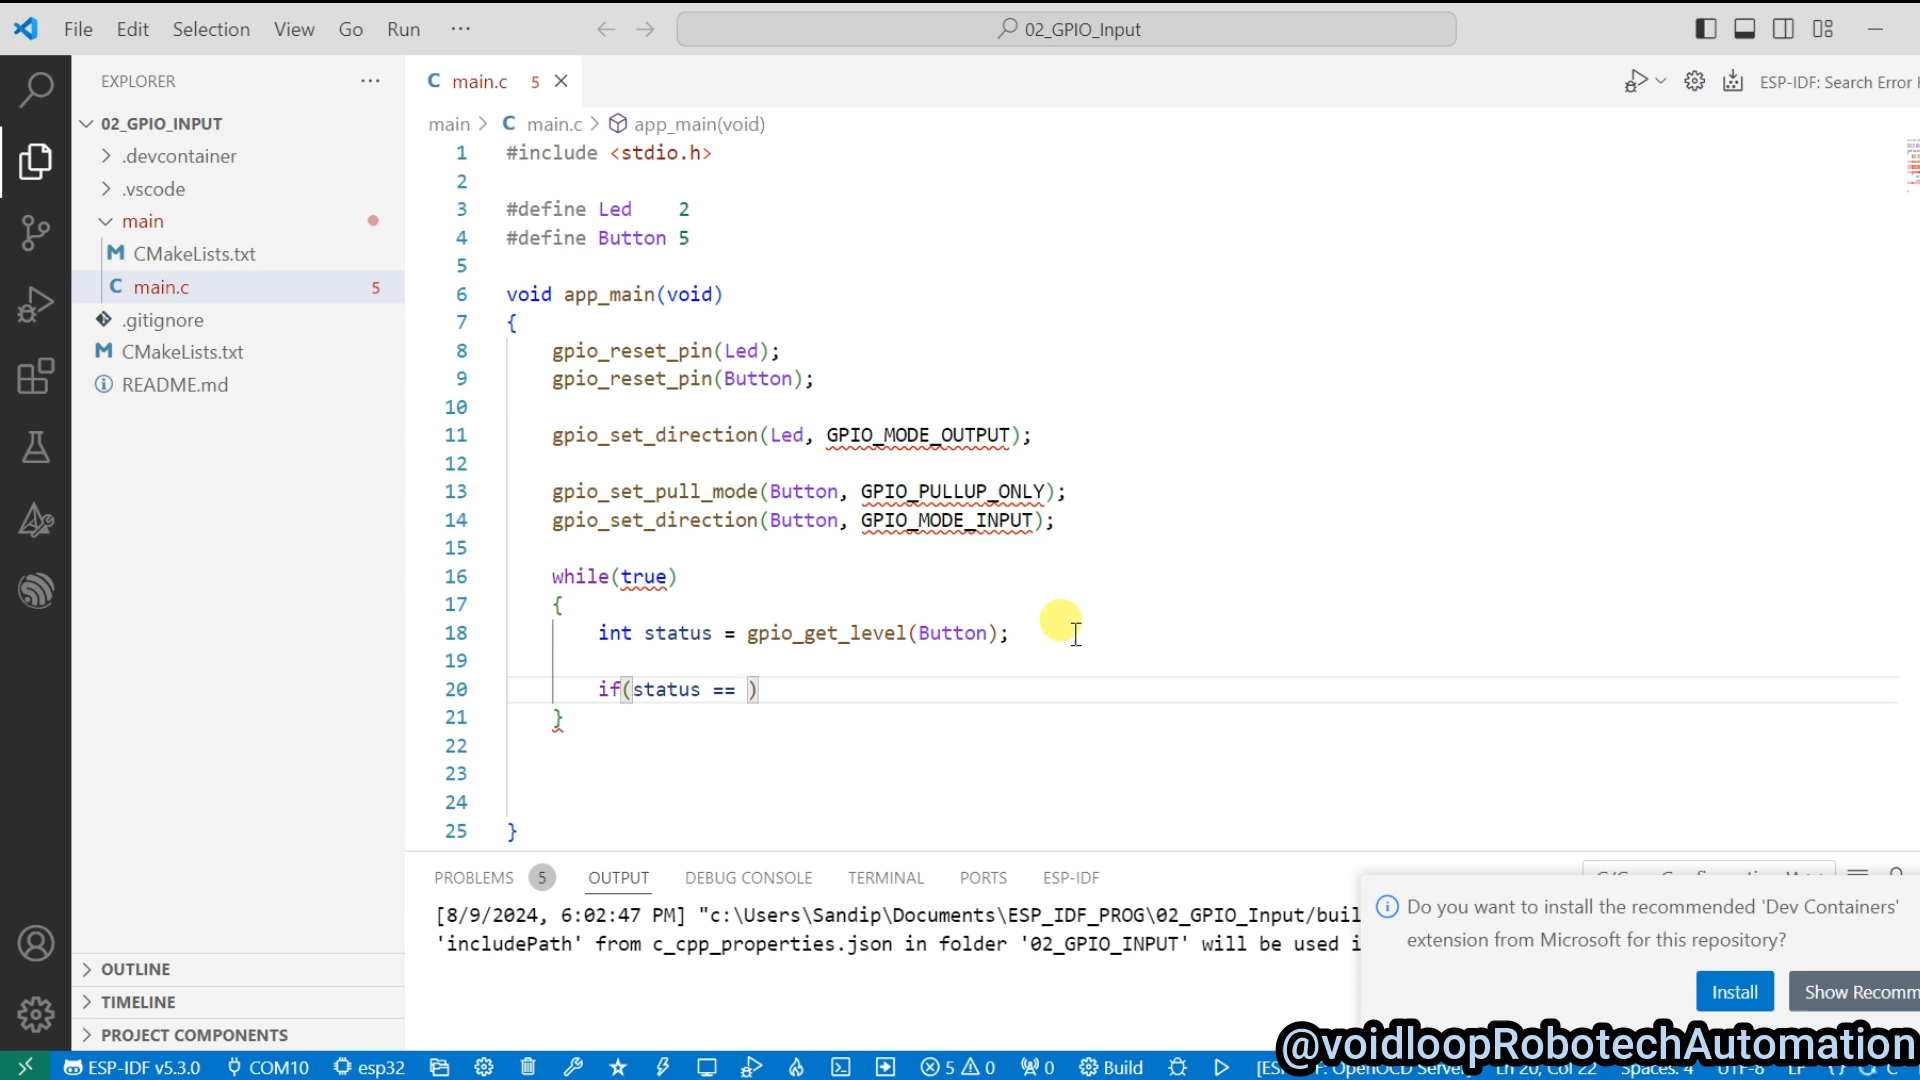 File Edit Selection View Go Run ···
02_GPIO_Input
EXPLORER ···
02_GPIO_INPUT
.devcontainer
.vscode
main
CMakeLists.txt
main.c 5
.gitignore
CMakeLists.txt
README.md
OUTLINE
TIMELINE
PROJECT COMPONENTS
C main.c 5
ESP-IDF: Search Error
main > C main.c > app_main(void)
1 #include <stdio.h>
2
3 #define Led    2
4 #define Button 5
5
6 void app_main(void)
7 {
8     gpio_reset_pin(Led);
9     gpio_reset_pin(Button);
10
11     gpio_set_direction(Led, GPIO_MODE_OUTPUT);
12
13     gpio_set_pull_mode(Button, GPIO_PULLUP_ONLY);
14     gpio_set_direction(Button, GPIO_MODE_INPUT);
15
16     while(true)
17     {
18         int status = gpio_get_level(Button);
19
20         if(status == )
21     }
22
23
24
25 }
PROBLEMS 5 OUTPUT DEBUG CONSOLE TERMINAL PORTS ESP-IDF
[8/9/2024, 6:02:47 PM] "c:\Users\Sandip\Documents\ESP_IDF_PROG\02_GPIO_Input/buil
'includePath' from c_cpp_properties.json in folder '02_GPIO_INPUT' will be used i
Do you want to install the recommended 'Dev Containers'
extension from Microsoft for this repository?
Install
Show Recomm
@voidloopRobotechAutomation
ESP-IDF v5.3.0 COM10 esp32 5 0 0 Build